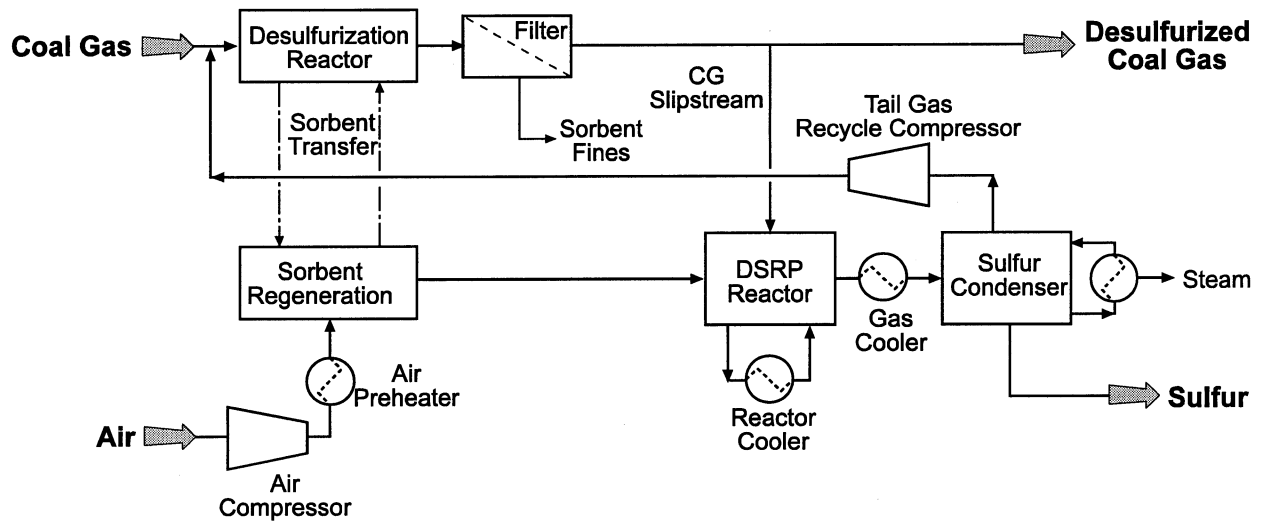 Coal Gas
Desulfurization
Reactor
Filter
Desulfurized
Coal Gas
CG
Slipstream
Tail Gas
Recycle Compressor
Sorbent
Transfer
Sorbent
Fines
Sorbent
Regeneration
DSRP
Reactor
Gas
Cooler
Sulfur
Condenser
Steam
Air
Preheater
Reactor
Cooler
Sulfur
Air
Air
Compressor